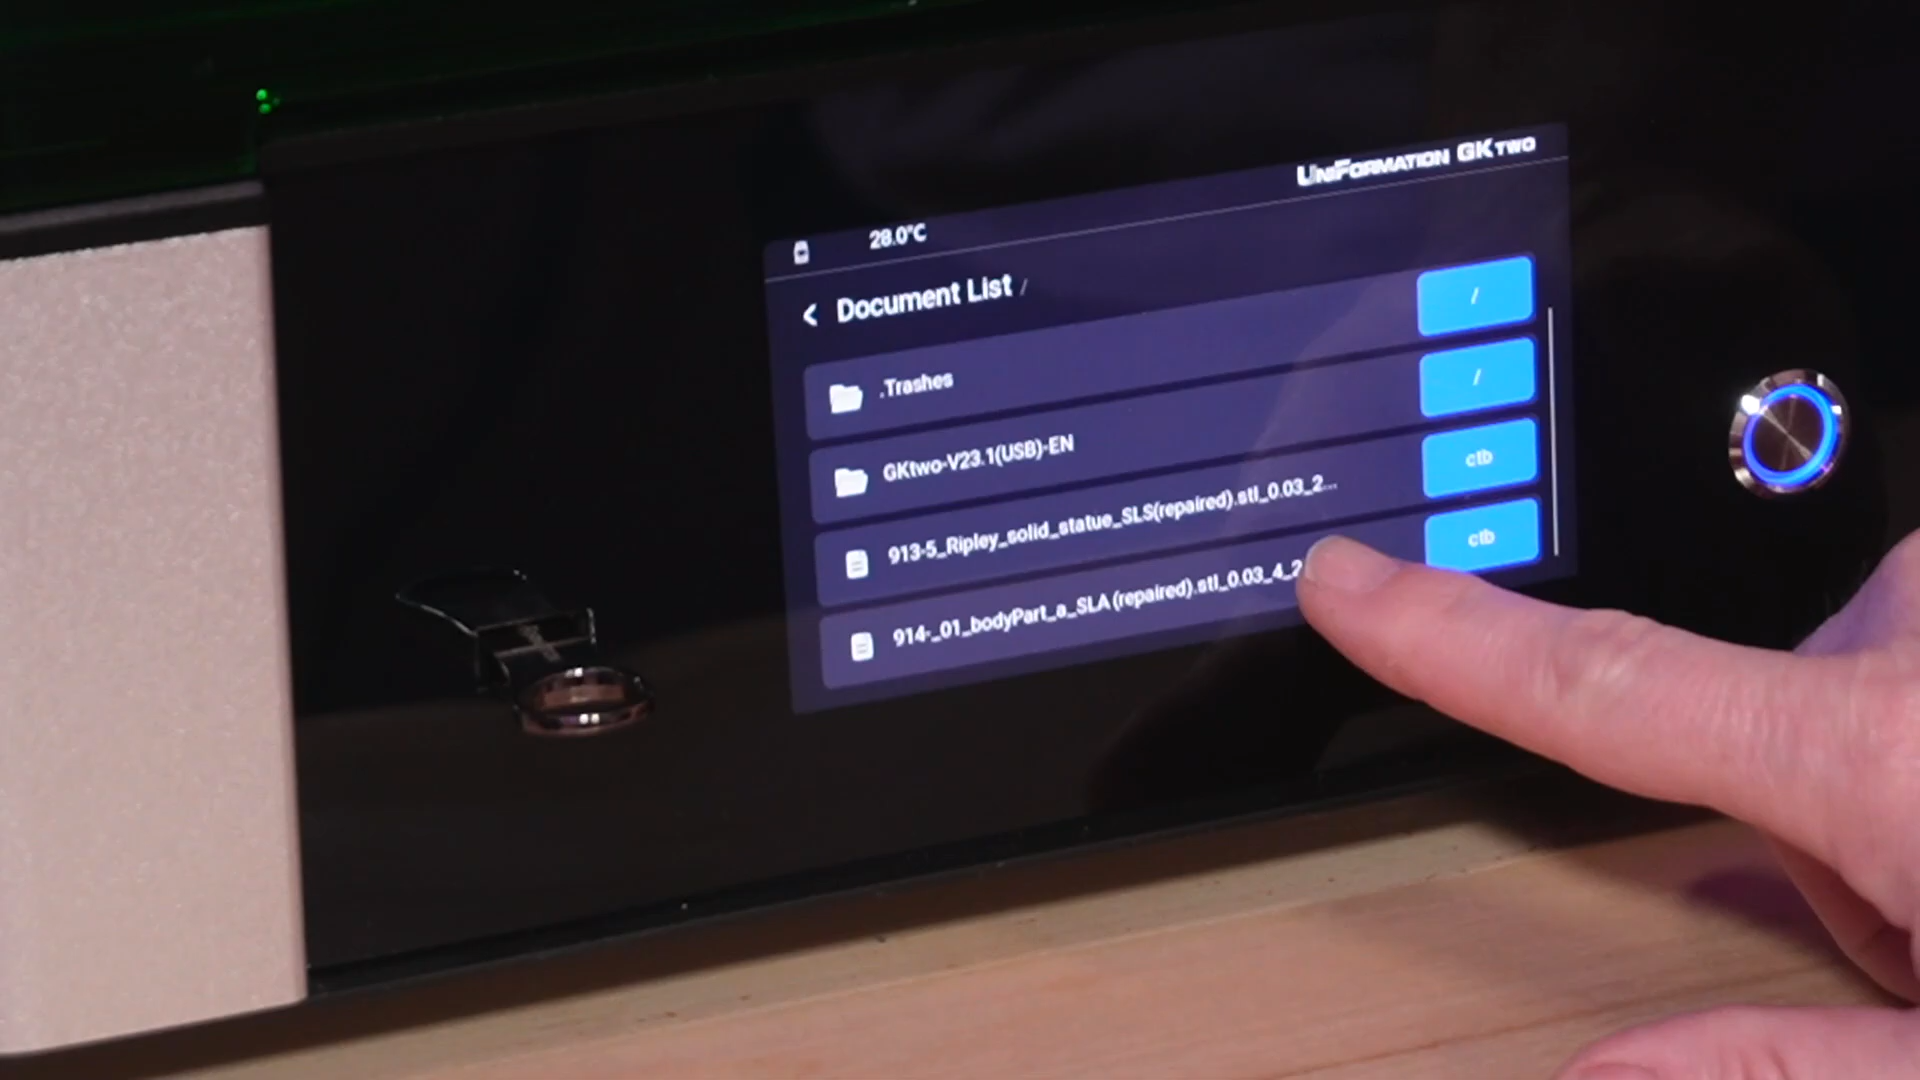 UNIFORMATION GKTWO
28.0°C
Document List /
.Trashes /
GKtwo-V23.1(USB)-EN /
913-5_Ripley_solid_statue_SLS(repaired).stl_0.03_2... ctb
914-_01_bodyPart_a_SLA (repaired).stl_0.03_4_2 ctb